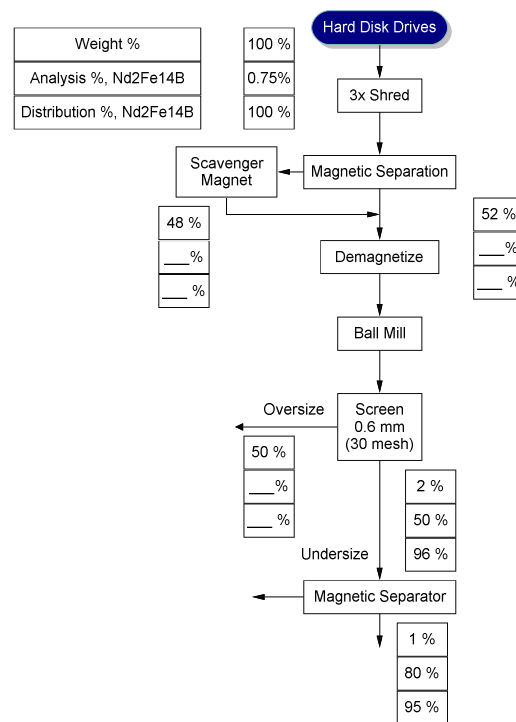 Hard Disk Drives
Weight %
100 %
Analysis %, Nd2Fe14B
0.75%
Distribution %, Nd2Fe14B
100 %
3x Shred
Scavenger
Magnet
Magnetic Separation
48 %
___%
___ %
52 %
___%
___ %
Demagnetize
Ball Mill
Oversize
Screen
0.6 mm
(30 mesh)
50 %
___%
___ %
2 %
50 %
96 %
Undersize
Magnetic Separator
1 %
80 %
95 %